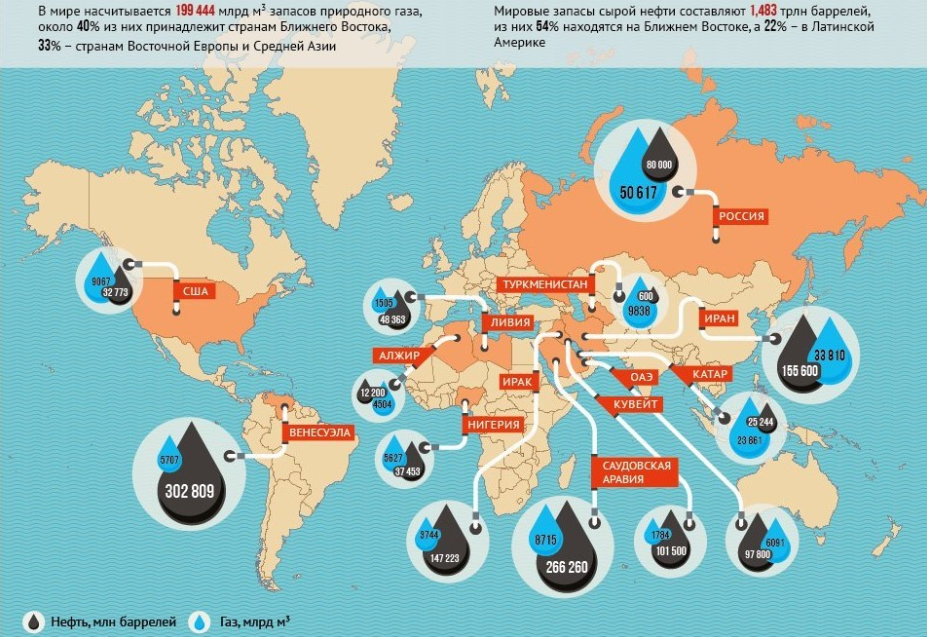 В мире насчитывается 199 444 млрд м³ запасов природного газа,
около 40% из них принадлежит странам Ближнего Востока,
33% – странам Восточной Европы и Средней Азии
Мировые запасы сырой нефти составляют 1,483 трлн баррелей,
из них 54% находятся на Ближнем Востоке, а 22% – в Латинской
Америке
80 000
50 617
РОССИЯ
9067
32 773
США
ТУРКМЕНИСТАН
600
9838
1505
48 363
ЛИВИЯ
ИРАН
155 600
33 810
АЛЖИР
12 200
4504
ИРАК
ОАЭ
КАТАР
КУВЕЙТ
25 244
23 861
НИГЕРИЯ
5627
37 453
ВЕНЕСУЭЛА
5707
302 809
САУДОВСКАЯ
АРАВИЯ
3744
147 223
8715
266 260
1784
101 500
97 800
6091
Нефть, млн баррелей
Газ, млрд м³